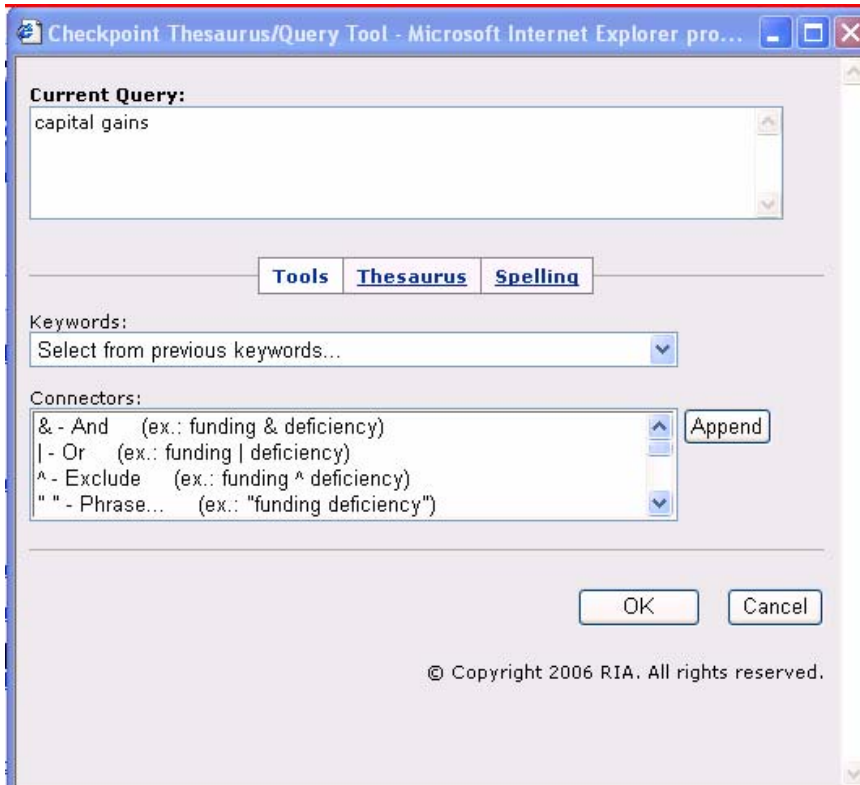 Checkpoint Thesaurus/Query Tool - Microsoft Internet Explorer pro...
Current Query:
capital gains
Tools Thesaurus Spelling
Keywords:
Select from previous keywords...
Connectors:
& - And (ex.: funding & deficiency)
Append
| - Or (ex.: funding | deficiency)
^ - Exclude (ex.: funding ^ deficiency)
" " - Phrase... (ex.: "funding deficiency")
OK Cancel
© Copyright 2006 RIA. All rights reserved.